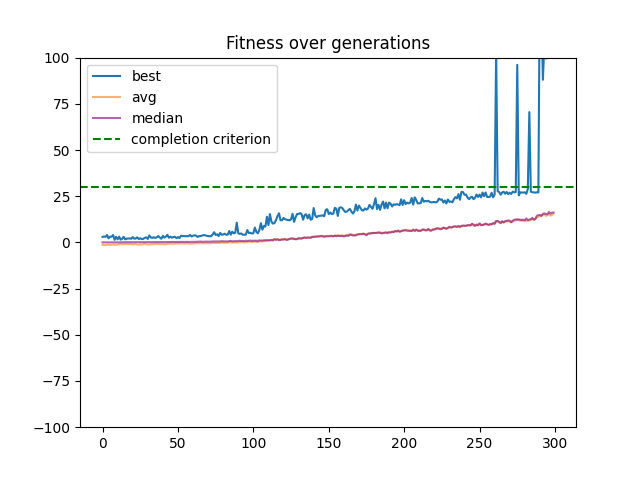 Fitness over generations
100
75
50
25
0
−25
−50
−75
−100
best
avg
median
completion criterion
0 50 100 150 200 250 300